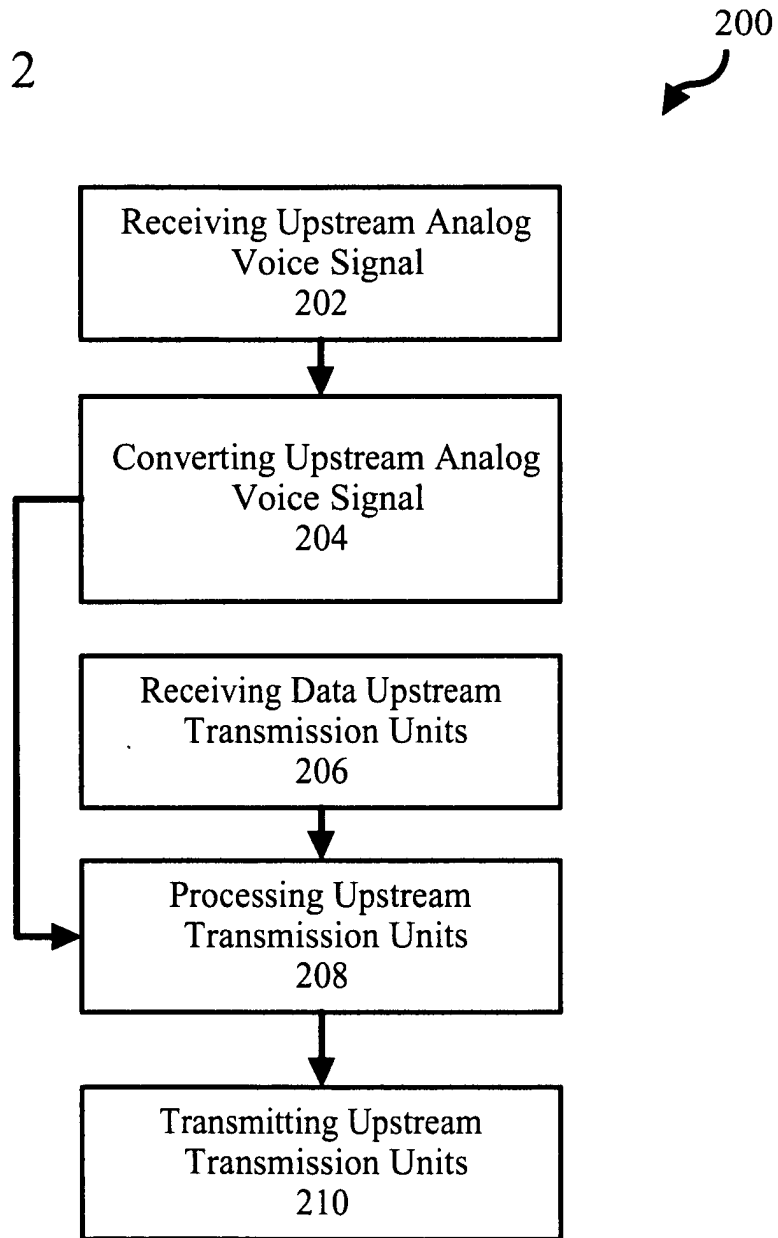 200
2
Receiving Upstream Analog
Voice Signal
202
Converting Upstream Analog
Voice Signal
204
Receiving Data Upstream
Transmission Units
206
Processing Upstream
Transmission Units
208
Transmitting Upstream
Transmission Units
210